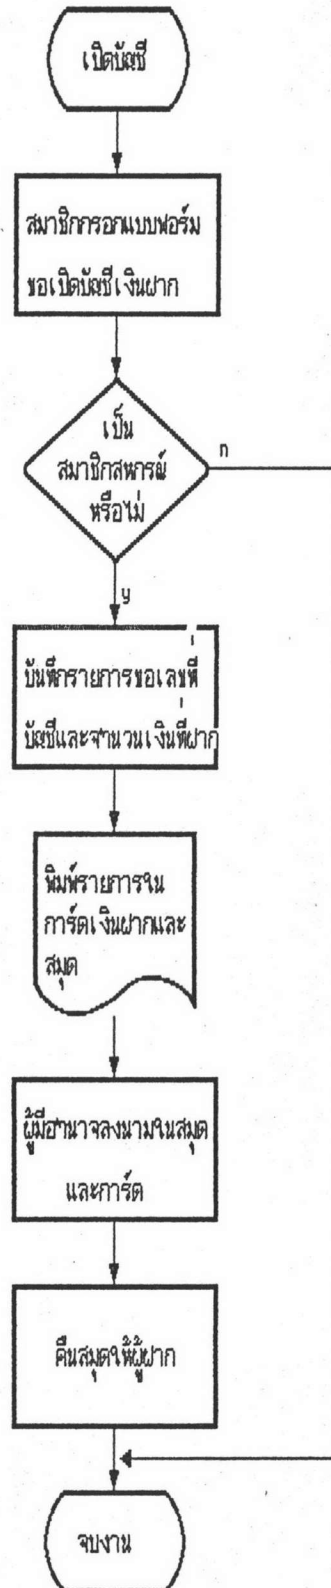 เปิดบัญชี
สมาชิกกรอกแบบฟอร์ม
ขอเปิดบัญชีเงินฝาก
เป็น
สมาชิกสหกรณ์
หรือไม่
n
y
บันทึกรายการขอเลขที่
บัญชีและจำนวนเงินที่ฝาก
พิมพ์รายการใน
การ์ดเงินฝากและ
สมุด
ผู้มีอำนาจลงนามในสมุด
และการ์ด
คืนสมุดให้ผู้ฝาก
จบงาน